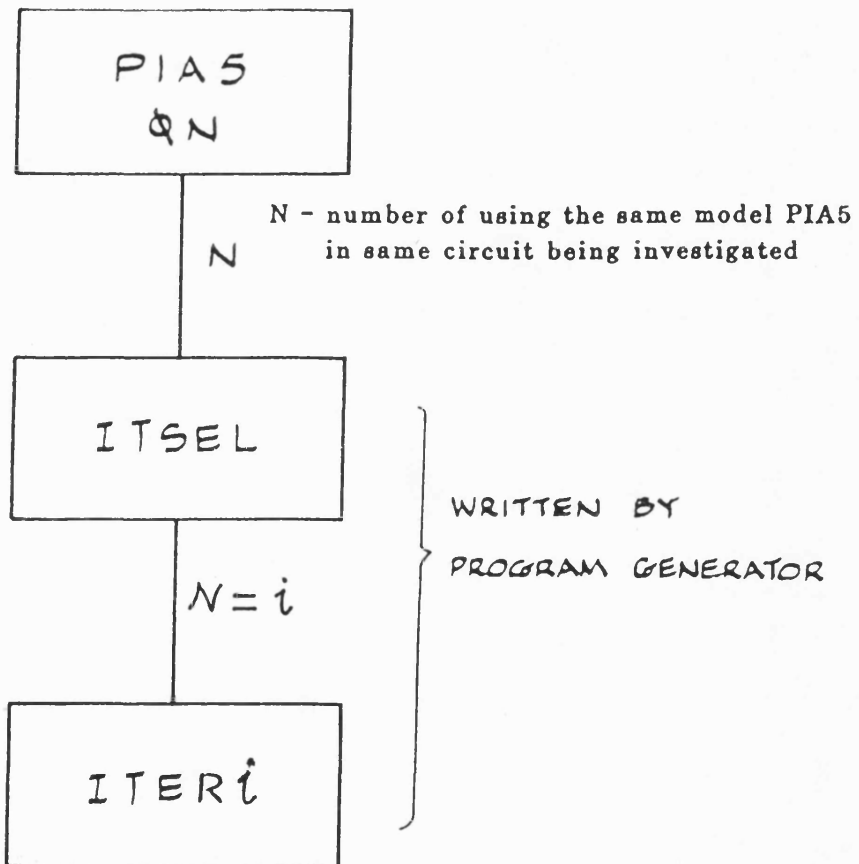 PIA5
ΦN
N
N - number of using the same model PIA5
in same circuit being investigated
ITSEL
WRITTEN BY
PROGRAM GENERATOR
N = i
ITERi